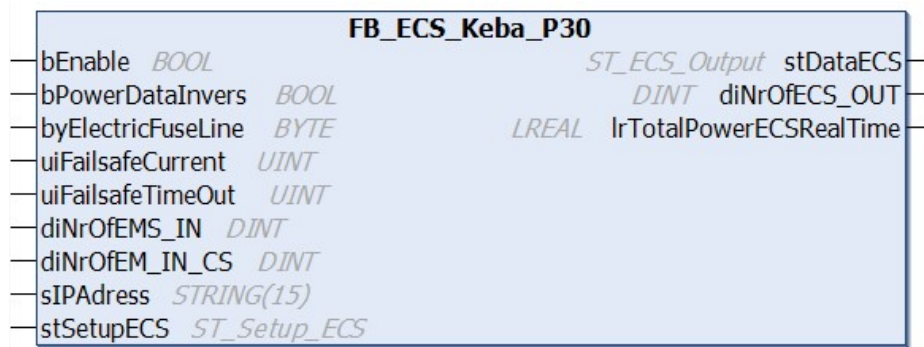 FB_ECS_Keba_P30
bEnable BOOL ST_ECS_Output stDataECS
bPowerDataInvers BOOL DINT diNrOfECS_OUT
byElectricFuseLine BYTE LREAL lrTotalPowerECSRealTime
uiFailsafeCurrent UINT
uiFailsafeTimeOut UINT
diNrOfEMS_IN DINT
diNrOfEM_IN_CS DINT
sIPAdress STRING(15)
stSetupECS ST_Setup_ECS